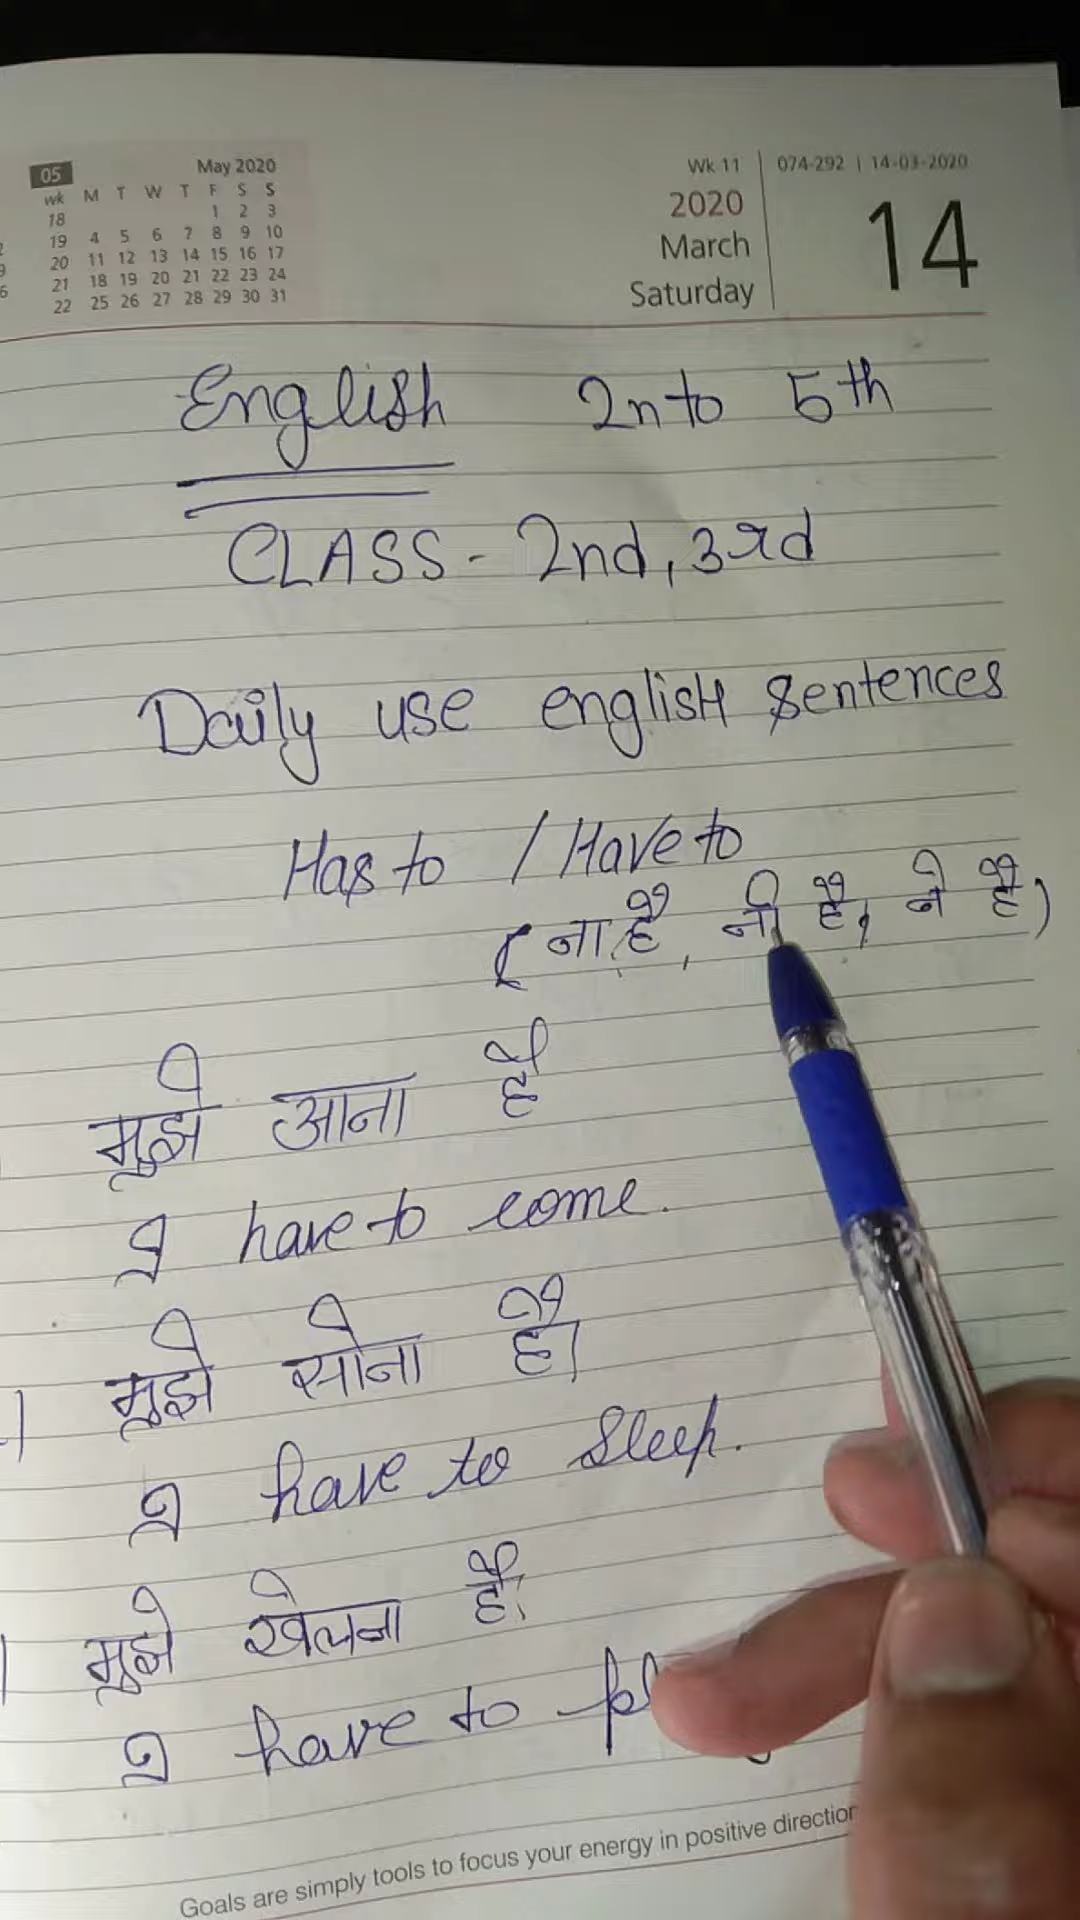 05 May 2020
wk M T W T F S S
18 1 2 3
19 4 5 6 7 8 9 10
20 11 12 13 14 15 16 17
21 18 19 20 21 22 23 24
22 25 26 27 28 29 30 31
Wk 11
2020
March
Saturday
074-292 | 14-03-2020
14
English 2n to 5th
CLASS - 2nd, 3rd
Daily use english sentences
Has to / Have to
(ना है, नी है, ने है)
मुझे आना है
I have to come.
मुझे सोना है।
I have to sleep.
मुझे खेलना है।
I have to
Goals are simply tools to focus your energy in positive direction